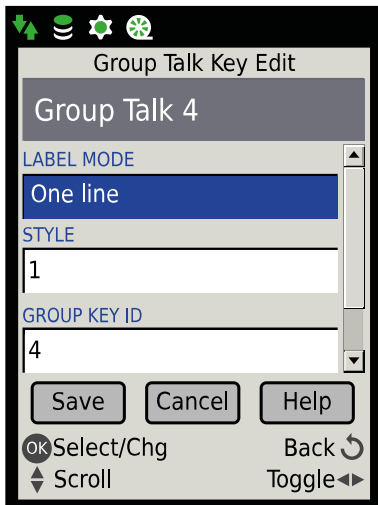 Group Talk Key Edit
Group Talk 4
LABEL MODE
One line
STYLE
1
GROUP KEY ID
4
Save Cancel Help
OK Select/Chg Back
Scroll Toggle